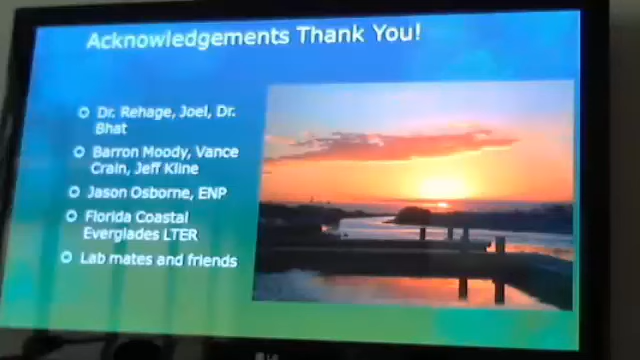 Acknowledgements Thank You!
Dr. Rehage, Joel, Dr.
Bhat
Barron Moody, Vance
Crain, Jeff Kline
Jason Osborne, ENP
Florida Coastal
Everglades LTER
Lab mates and friends
LG